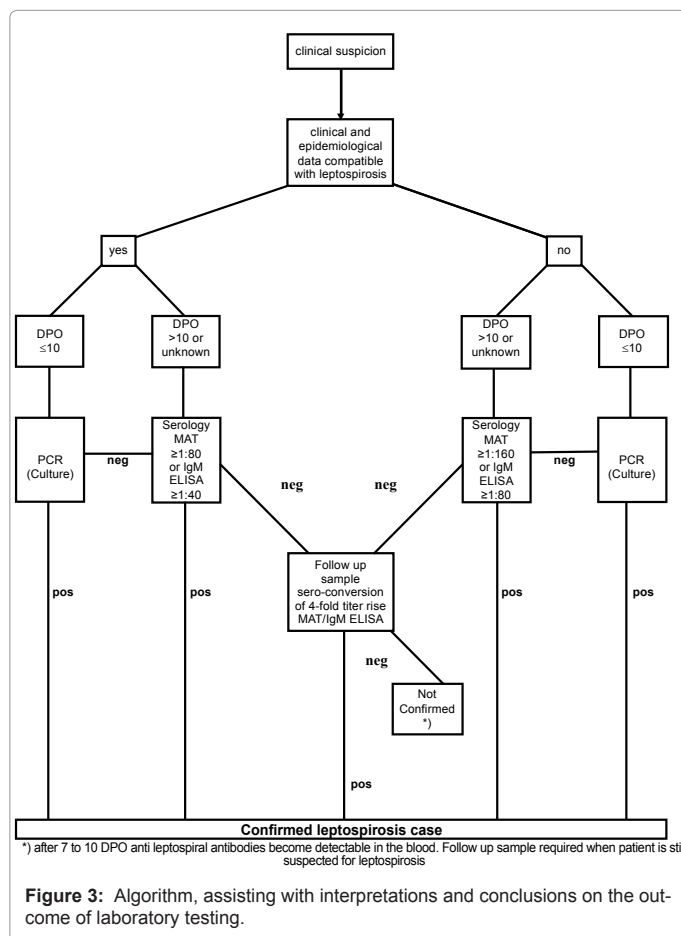 clinical suspicion
clinical and
epidemiological
data compatible
with leptospirosis
yes
no
DPO
≤10
DPO
>10 or
unknown
DPO
>10 or
unknown
DPO
≤10
PCR
(Culture)
neg
Serology
MAT
≥1:80
or IgM
ELISA
≥1:40
neg
neg
Serology
MAT
≥1:160
or IgM
ELISA
≥1:80
neg
PCR
(Culture)
Follow up
sample
sero-conversion
of 4-fold titer rise
MAT/IgM ELISA
pos
pos
pos
pos
neg
Not
Confirmed
*)
pos
Confirmed leptospirosis case
*) after 7 to 10 DPO anti leptospiral antibodies become detectable in the blood. Follow up sample required when patient is sti
suspected for leptospirosis
Figure 3: Algorithm, assisting with interpretations and conclusions on the out-
come of laboratory testing.